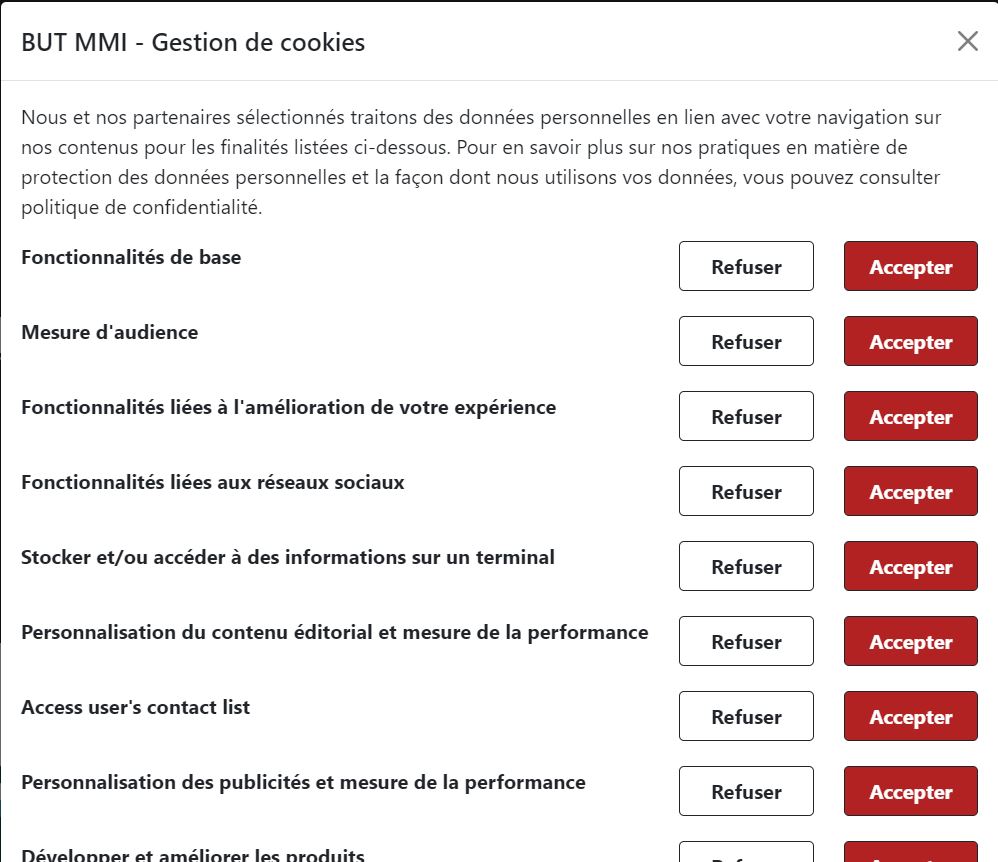 BUT MMI - Gestion de cookies
Nous et nos partenaires sélectionnés traitons des données personnelles en lien avec votre navigation sur
nos contenus pour les finalités listées ci-dessous. Pour en savoir plus sur nos pratiques en matière de
protection des données personnelles et la façon dont nous utilisons vos données, vous pouvez consulter
politique de confidentialité.
Fonctionnalités de base Refuser Accepter
Mesure d'audience Refuser Accepter
Fonctionnalités liées à l'amélioration de votre expérience Refuser Accepter
Fonctionnalités liées aux réseaux sociaux Refuser Accepter
Stocker et/ou accéder à des informations sur un terminal Refuser Accepter
Personnalisation du contenu éditorial et mesure de la performance Refuser Accepter
Access user's contact list Refuser Accepter
Personnalisation des publicités et mesure de la performance Refuser Accepter
Développer et améliorer les produits